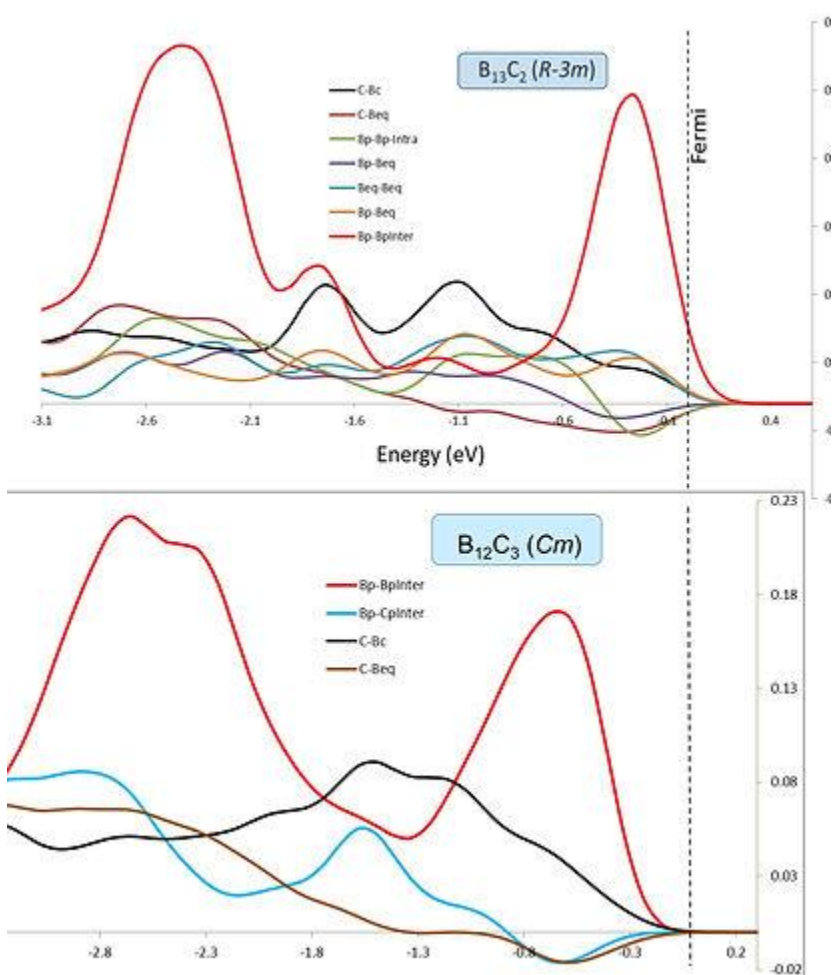 B13C2 (R-3m)
C-Bc
C-Beq
Bp-Bp-Intra
Bp-Beq
Beq-Beq
Bp-Beq
Bp-BpInter
Fermi
-3.1 -2.6 -2.1 -1.6 -1.1 -0.6 -0.1 0.4
Energy (eV)
B12C3 (Cm)
Bp-BpInter
Bp-CpInter
C-Bc
C-Beq
0.23
0.18
0.13
0.08
0.03
-0.02
-2.8 -2.3 -1.8 -1.3 -0.8 -0.3 0.2